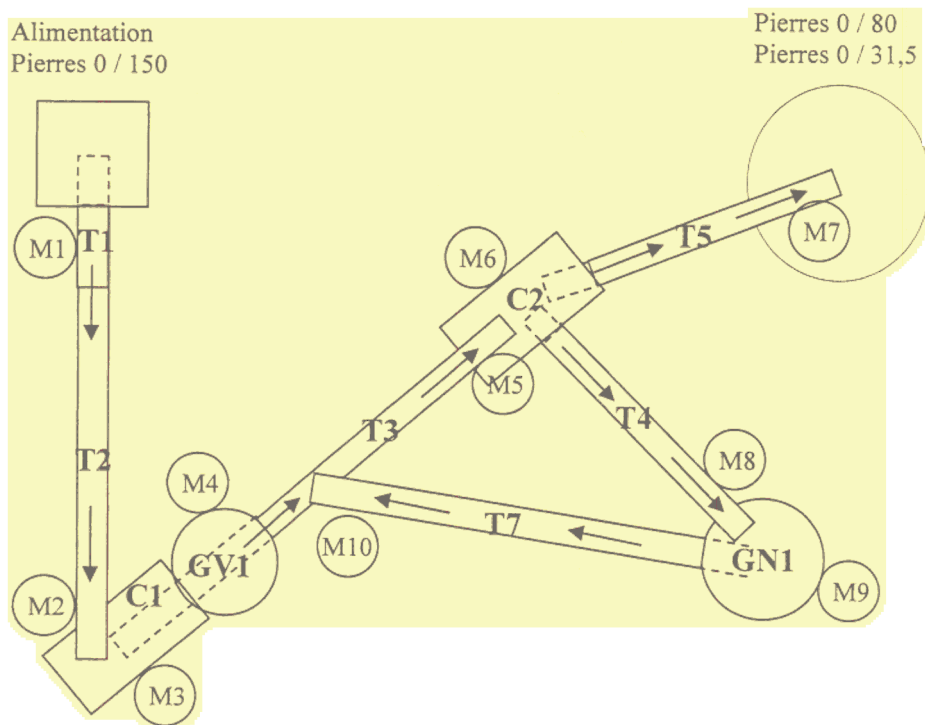 Alimentation
Pierres 0 / 150
Pierres 0 / 80
Pierres 0 / 31,5
M1
T1
M7
T5
M6
C2
M5
T3
T4
T2
M8
M4
T7
M10
GV1
GN1
C1
M2
M9
M3